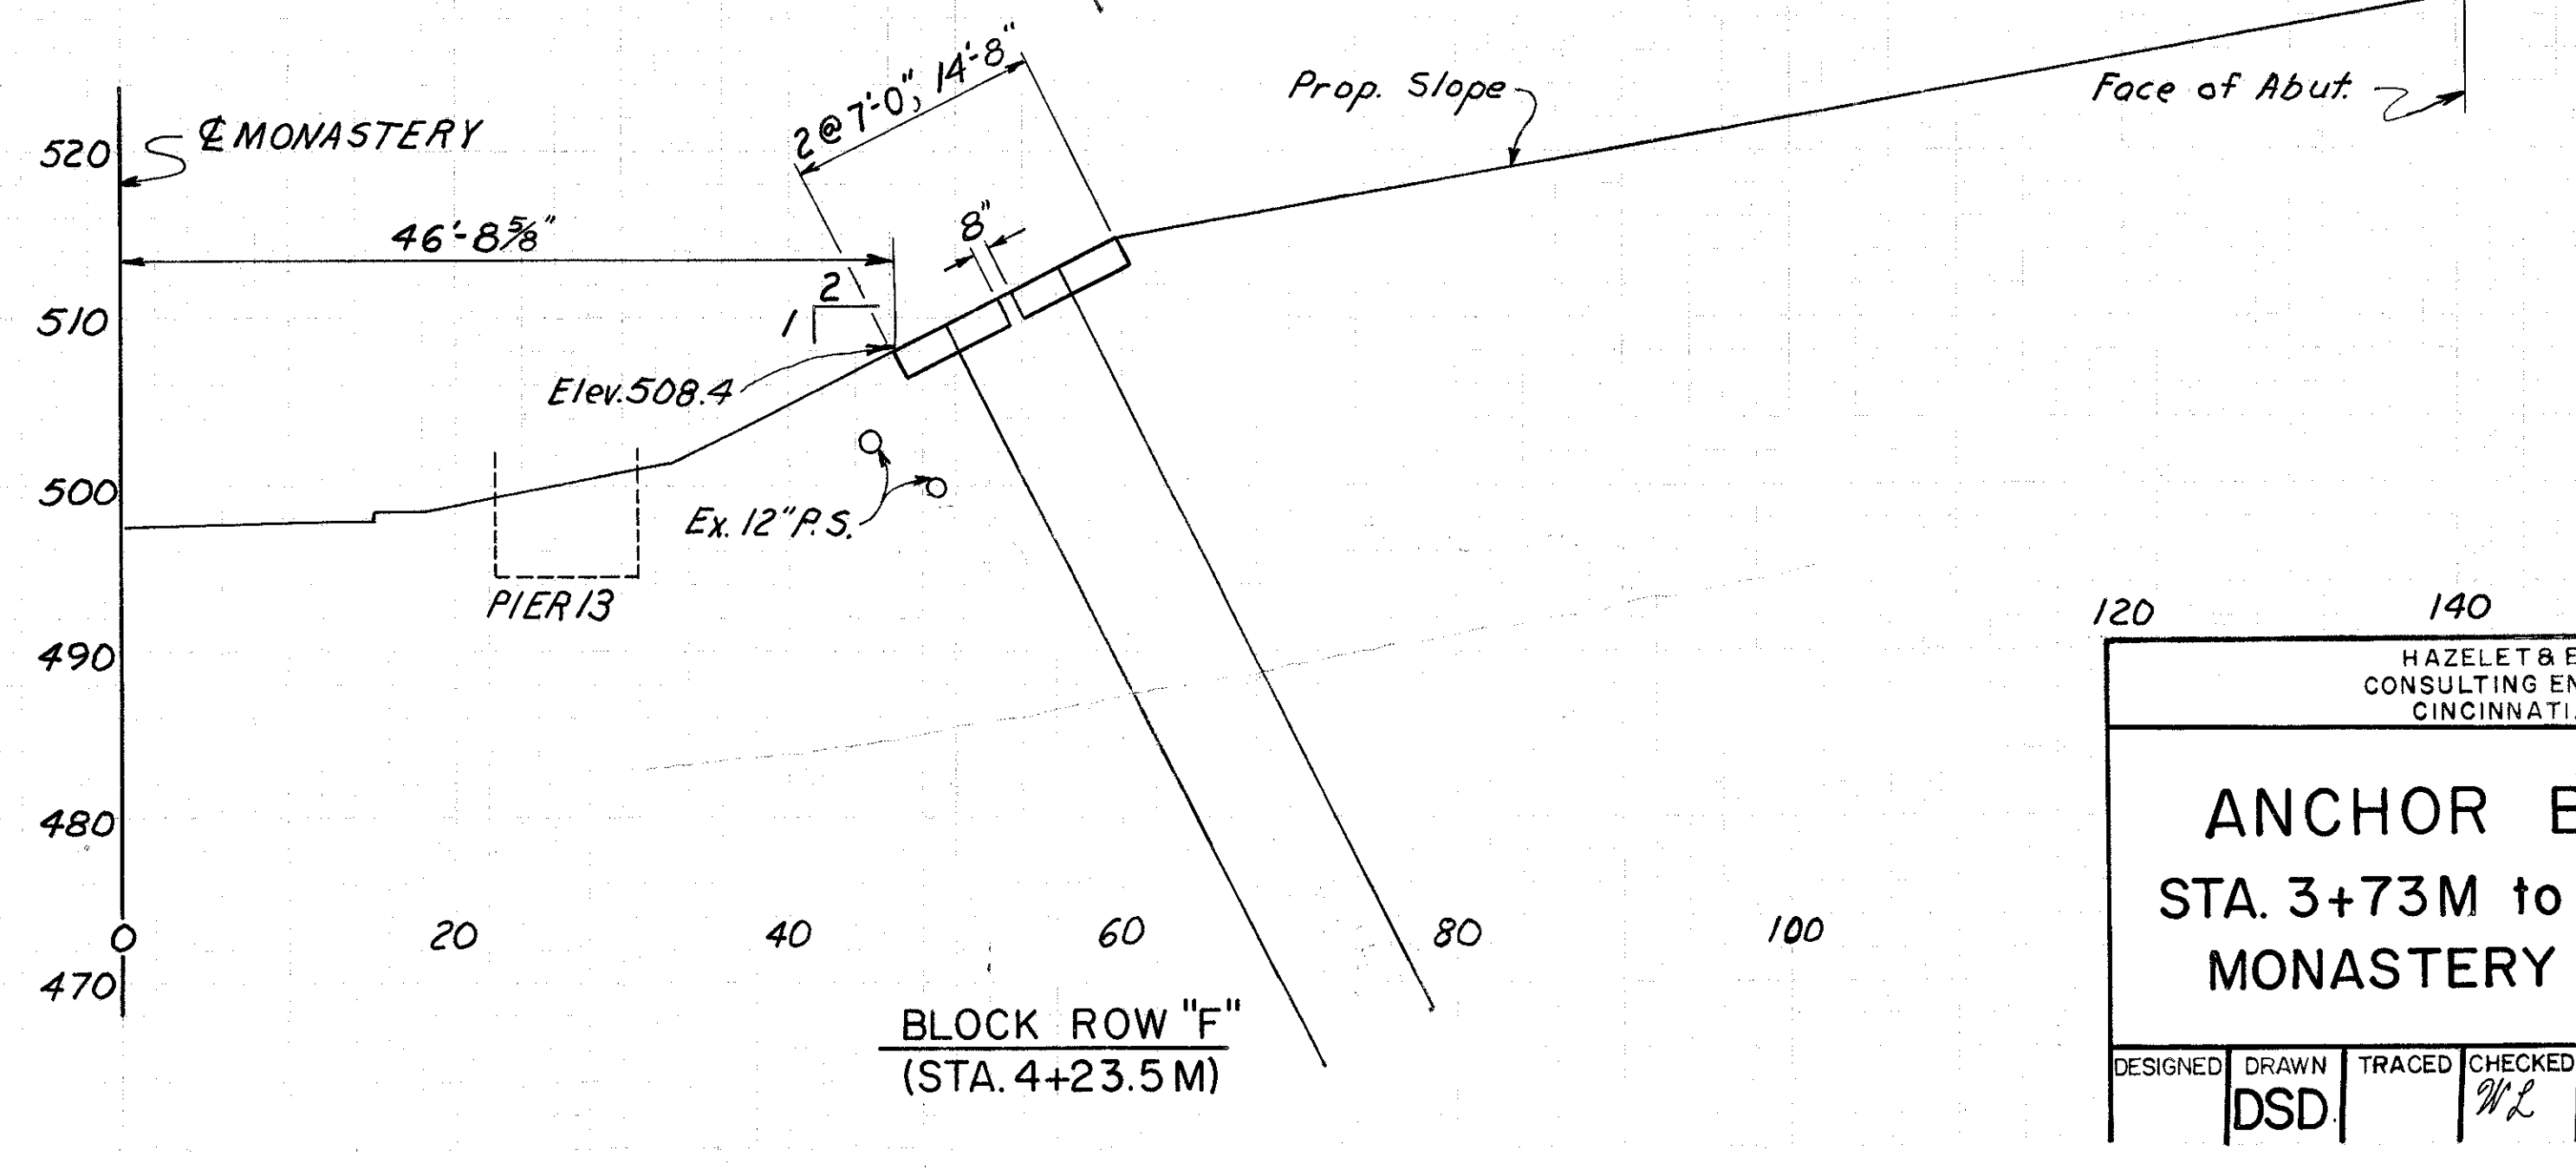 2@7'-0", 14'-8"
Prop. Slope
Face of Abut.
520
℄ MONASTERY
8"
46'-8⅝"
2
1
510
Elev.508.4
500
Ex. 12" P.S.
PIER 13
490
480
0
20
40
60
80
100
120
140
470
BLOCK ROW "F"
(STA. 4+23.5 M)
HAZELET &
CONSULTING
CINCINNATI
ANCHOR
STA. 3+73M to
MONASTERY
DESIGNED
DRAWN
TRACED
CHECKED
DSD
WL